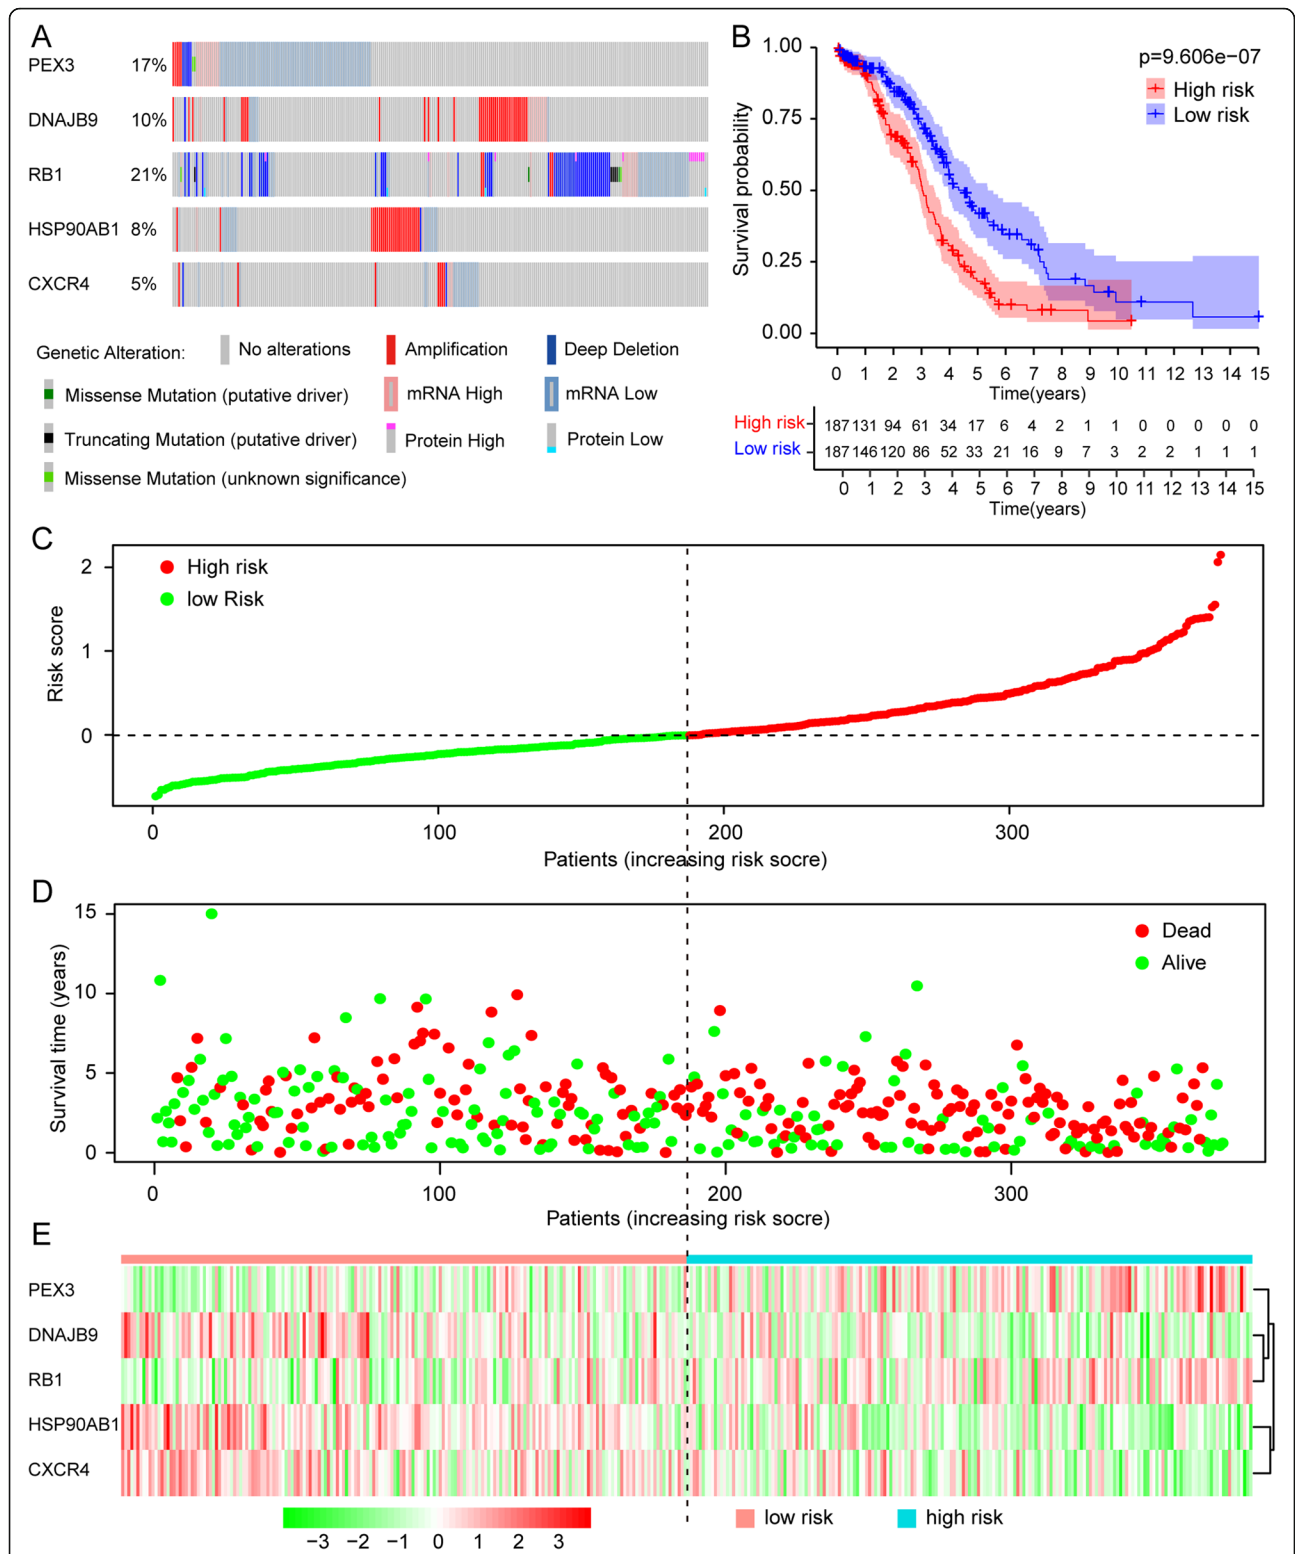 A
PEX3 17%
DNAJB9 10%
RB1 21%
HSP90AB1 8%
CXCR4 5%
Genetic Alteration:
No alterations
Amplification
Deep Deletion
Missense Mutation (putative driver)
mRNA High
mRNA Low
Truncating Mutation (putative driver)
Protein High
Protein Low
Missense Mutation (unknown significance)
B
p=9.606e−07
High risk
Low risk
Survival probability
1.00
0.75
0.50
0.25
0.00
0 1 2 3 4 5 6 7 8 9 10 11 12 13 14 15
Time(years)
High risk 187 131 94 61 34 17 6 4 2 1 1 0 0 0 0 0
Low risk 187 146 120 86 52 33 21 16 9 7 3 2 2 1 1 1
0 1 2 3 4 5 6 7 8 9 10 11 12 13 14 15
Time(years)
C
High risk
low Risk
Risk score
2
1
0
0 100 200 300
Patients (increasing risk socre)
D
Dead
Alive
Survival time (years)
15
10
5
0
0 100 200 300
Patients (increasing risk socre)
E
PEX3
DNAJB9
RB1
HSP90AB1
CXCR4
−3 −2 −1 0 1 2 3
low risk
high risk